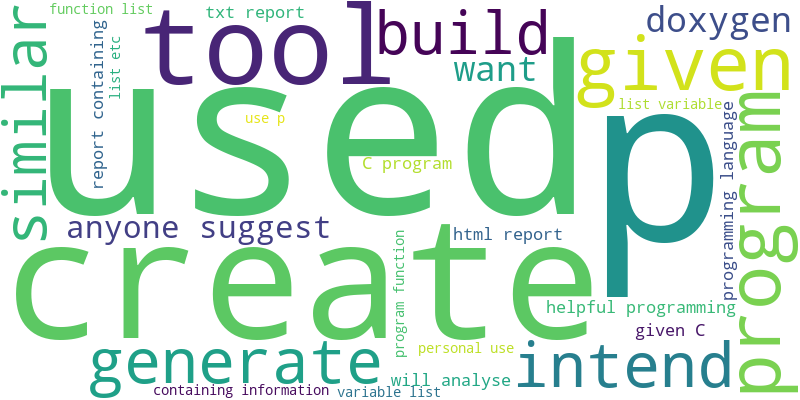 function list
txt report
similar
report containing
list etc
tool
build
want
doxygen
given
used
use p
list variable
p
programming language
program
C program
anyone suggest
create
program function
html report
helpful programming
given C
generate
personal use
intend
will analyse
containing information
variable list